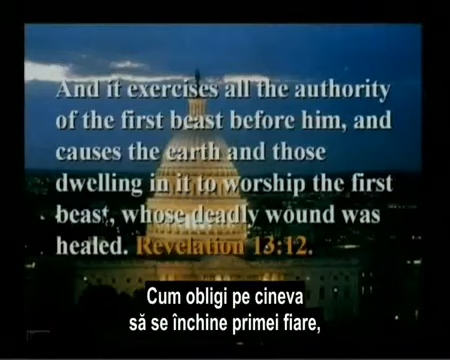 And it exercises all the authority
of the first beast before him, and
causes the earth and those
dwelling in it to worship the first
beast, whose deadly wound was
healed. Revelation 13:12.
Cum obligi pe cineva
să se închine primei fiare,